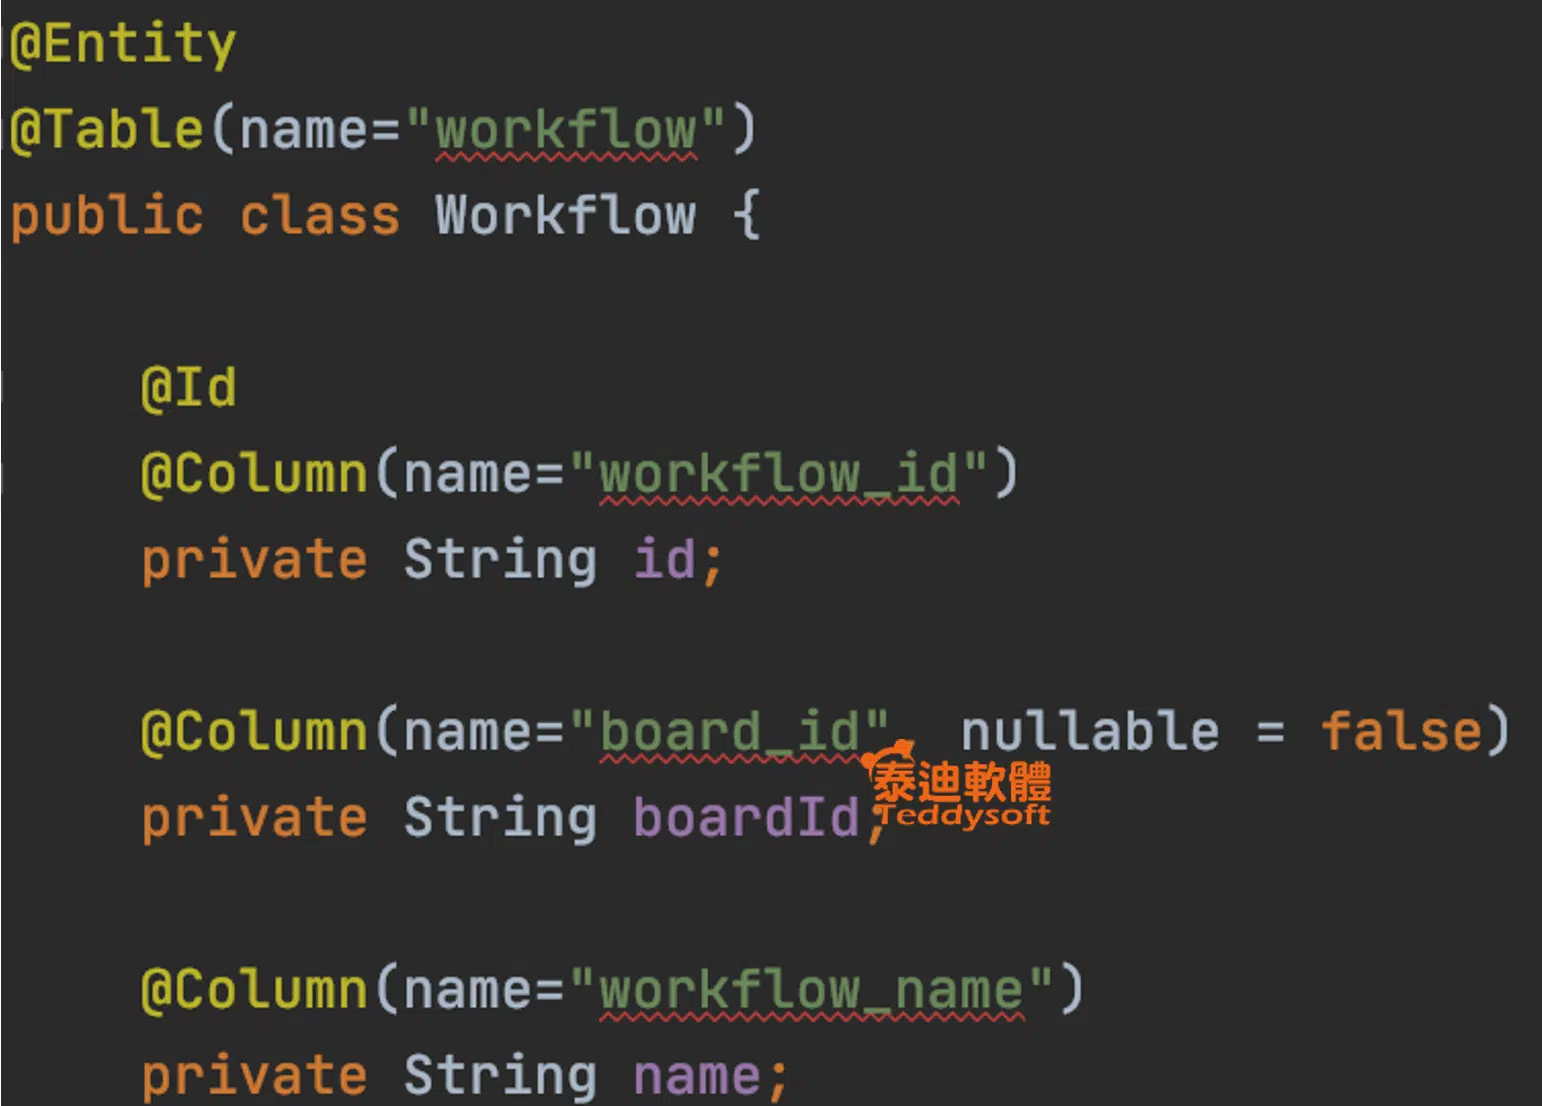 @Entity
@Table(name="workflow")
public class Workflow {
@Id
@Column(name="workflow_id")
private String id;
@Column(name="board_id" nullable = false)
private String boardId;
泰迪軟體
Teddysoft
@Column(name="workflow_name")
private String name;